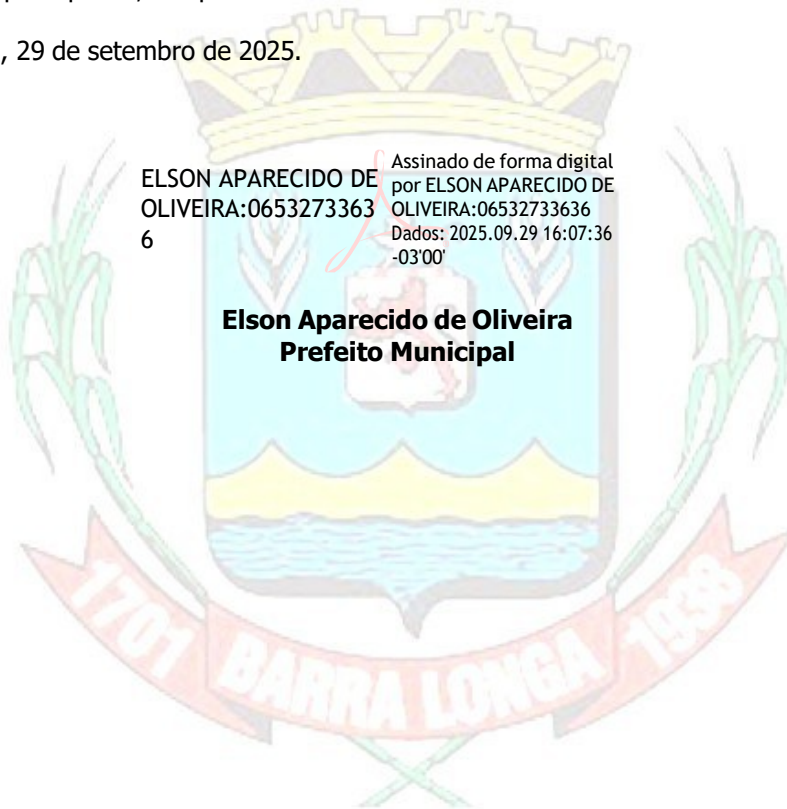 , 29 de setembro de 2025.
ELSON APARECIDO DE
OLIVEIRA:0653273363
6
Assinado de forma digital
por ELSON APARECIDO DE
OLIVEIRA:06532733636
Dados: 2025.09.29 16:07:36
-03'00'
Elson Aparecido de Oliveira
Prefeito Municipal
1701 BARRA LONGA 1938